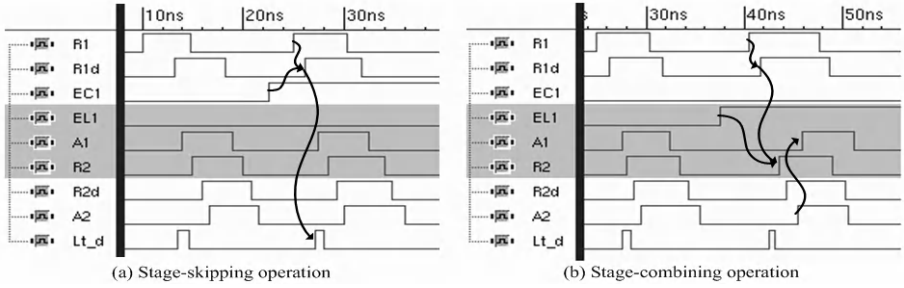 10ns 20ns 30ns
R1
R1d
EC1
EL1
A1
R2
R2d
A2
Lt_d
(a) Stage-skipping operation
s 30ns 40ns 50ns
R1
R1d
EC1
EL1
A1
R2
R2d
A2
Lt_d
(b) Stage-combining operation